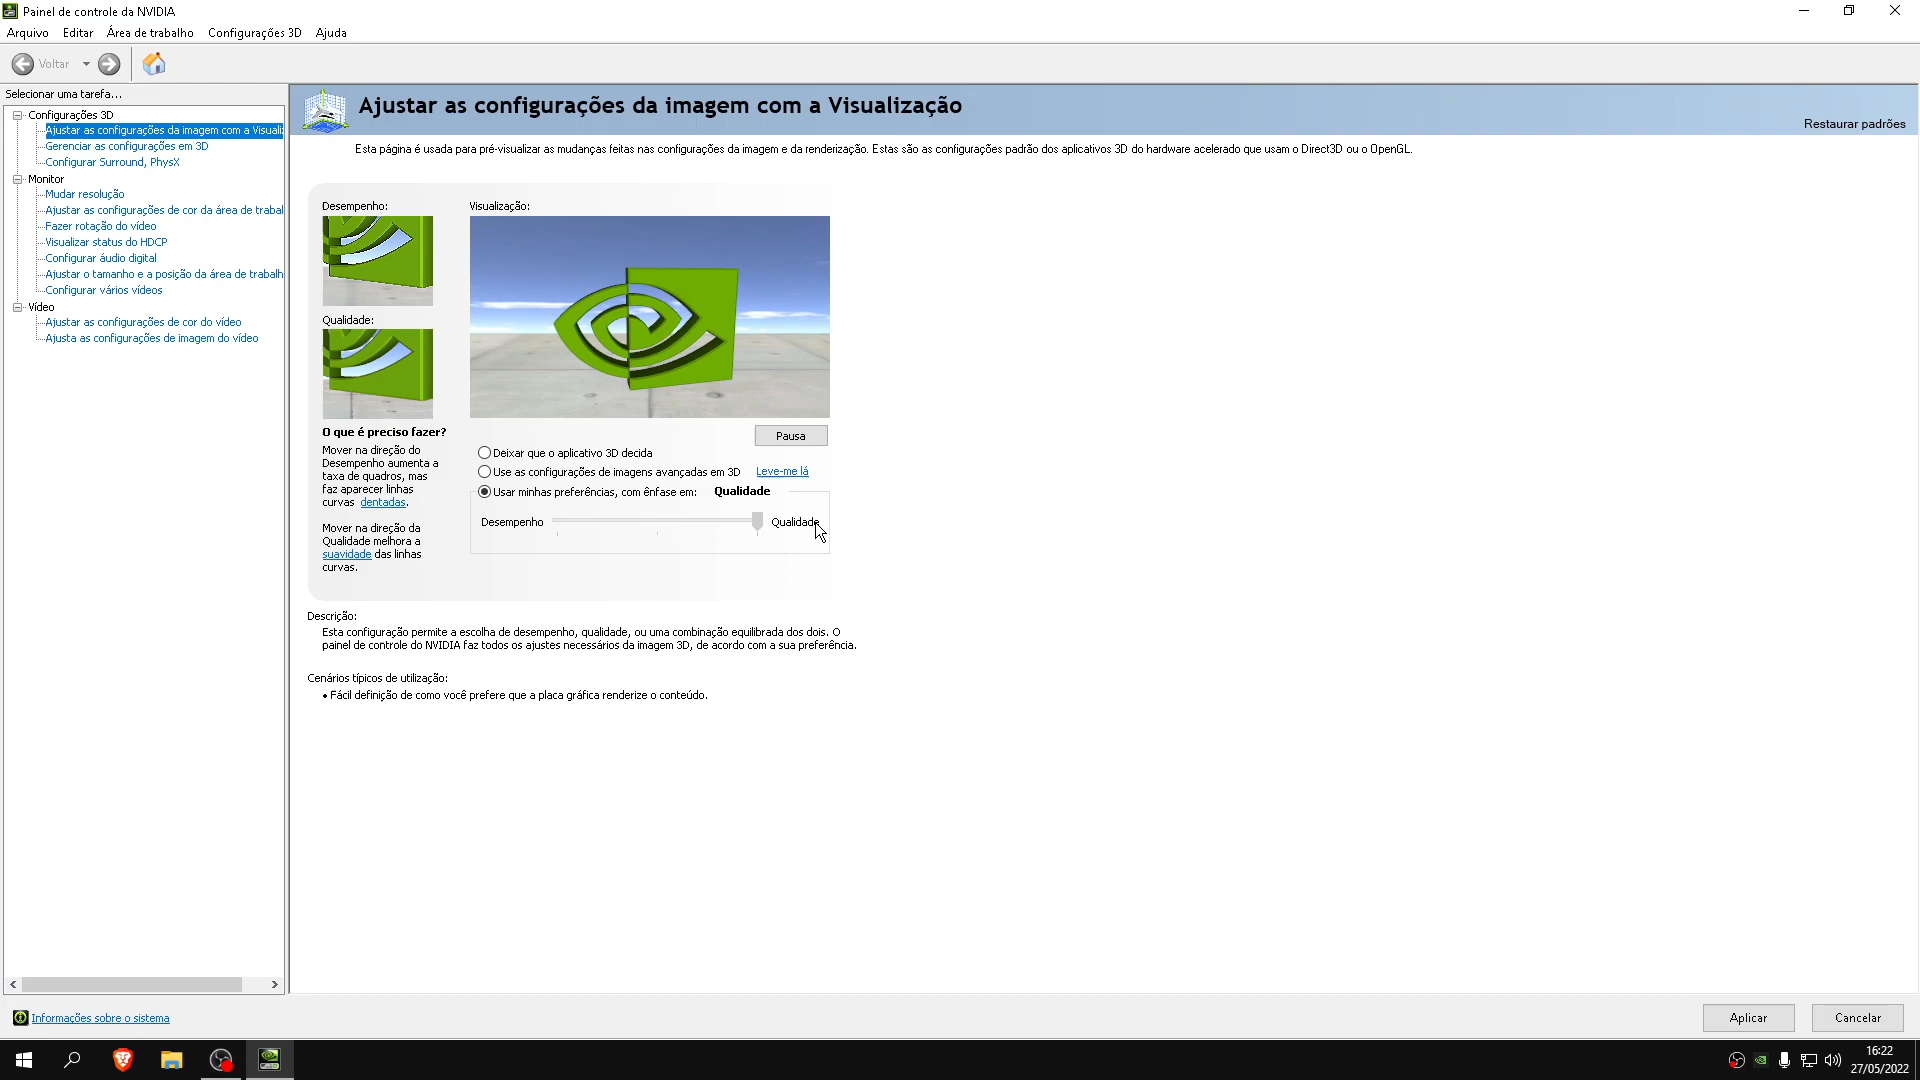 Painel de controle da NVIDIA
Arquivo Editar Área de trabalho Configurações 3D Ajuda
Voltar
Selecionar uma tarefa...
Configurações 3D
Ajustar as configurações da imagem com a Visuali
Gerenciar as configurações em 3D
Configurar Surround, PhysX
Monitor
Mudar resolução
Ajustar as configurações de cor da área de trabal
Fazer rotação do vídeo
Visualizar status do HDCP
Configurar áudio digital
Ajustar o tamanho e a posição da área de trabalh
Configurar vários vídeos
Vídeo
Ajustar as configurações de cor do vídeo
Ajusta as configurações de imagem do vídeo
Informações sobre o sistema
Ajustar as configurações da imagem com a Visualização
Restaurar padrões
Esta página é usada para pré-visualizar as mudanças feitas nas configurações da imagem e da renderização. Estas são as configurações padrão dos aplicativos 3D do hardware acelerado que usam o Direct3D ou o OpenGL.
Desempenho:
Qualidade:
O que é preciso fazer?
Mover na direção do
Desempenho aumenta a
taxa de quadros, mas
faz aparecer linhas
curvas dentadas.
Mover na direção da
Qualidade melhora a
suavidade das linhas
curvas.
Visualização:
Pausa
Deixar que o aplicativo 3D decida
Use as configurações de imagens avançadas em 3D Leve-me lá
Usar minhas preferências, com ênfase em: Qualidade
Desempenho Qualidade
Descrição:
Esta configuração permite a escolha de desempenho, qualidade, ou uma combinação equilibrada dos dois. O
painel de controle do NVIDIA faz todos os ajustes necessários da imagem 3D, de acordo com a sua preferência.
Cenários típicos de utilização:
• Fácil definição de como você prefere que a placa gráfica renderize o conteúdo.
Aplicar Cancelar
16:22
27/05/2022